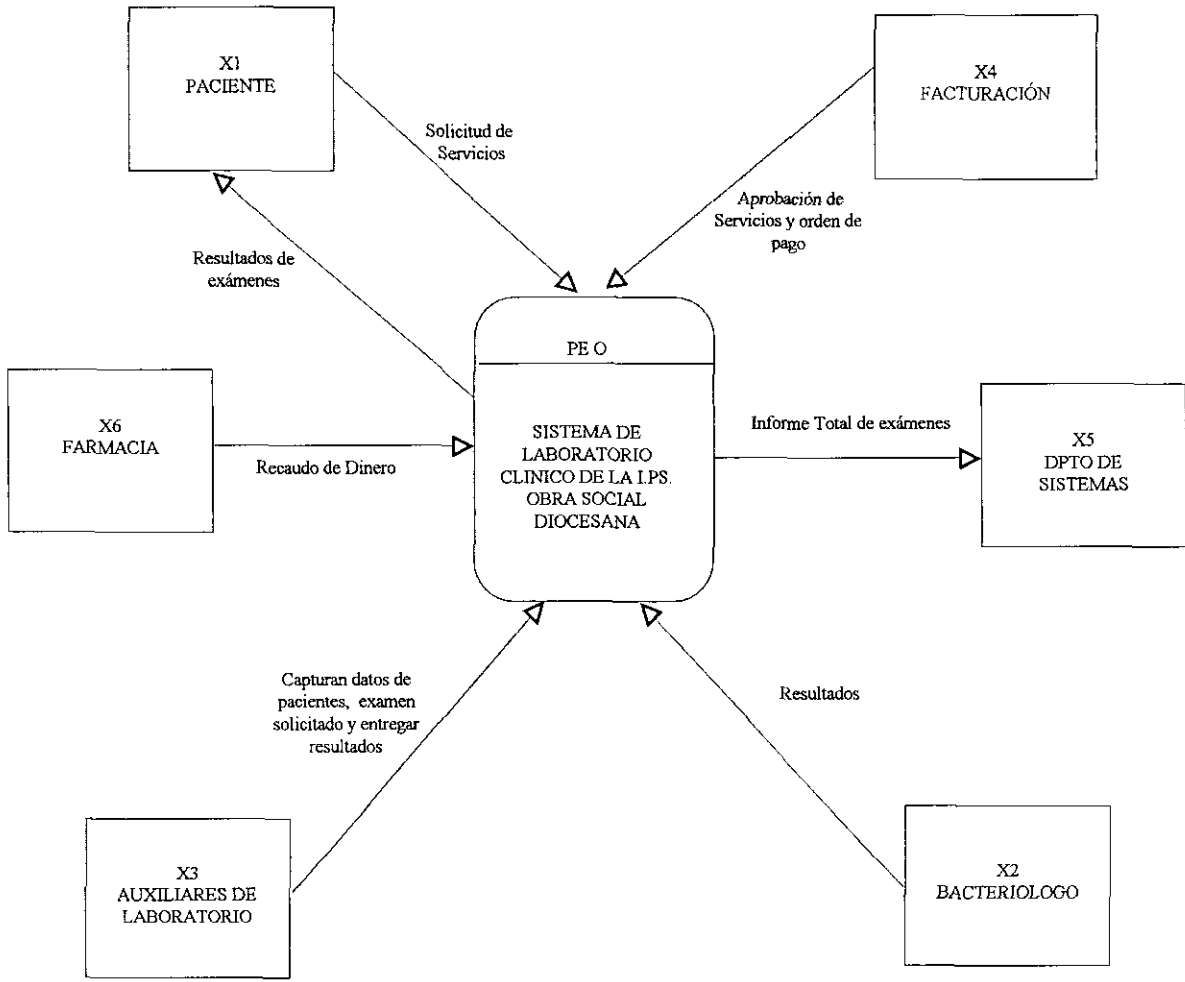 X1
PACIENTE
X4
FACTURACIÓN
Solicitud de
Servicios
Aprobación de
Servicios y orden de
pago
Resultados de
exámenes
PE O
X6
FARMACIA
Recaudo de Dinero
SISTEMA DE
LABORATORIO
CLINICO DE LA I.PS.
OBRA SOCIAL
DIOCESANA
Informe Total de exámenes
X5
DPTO DE
SISTEMAS
Capturan datos de
pacientes, examen
solicitado y entregar
resultados
Resultados
X3
AUXILIARES DE
LABORATORIO
X2
BACTERIOLOGO